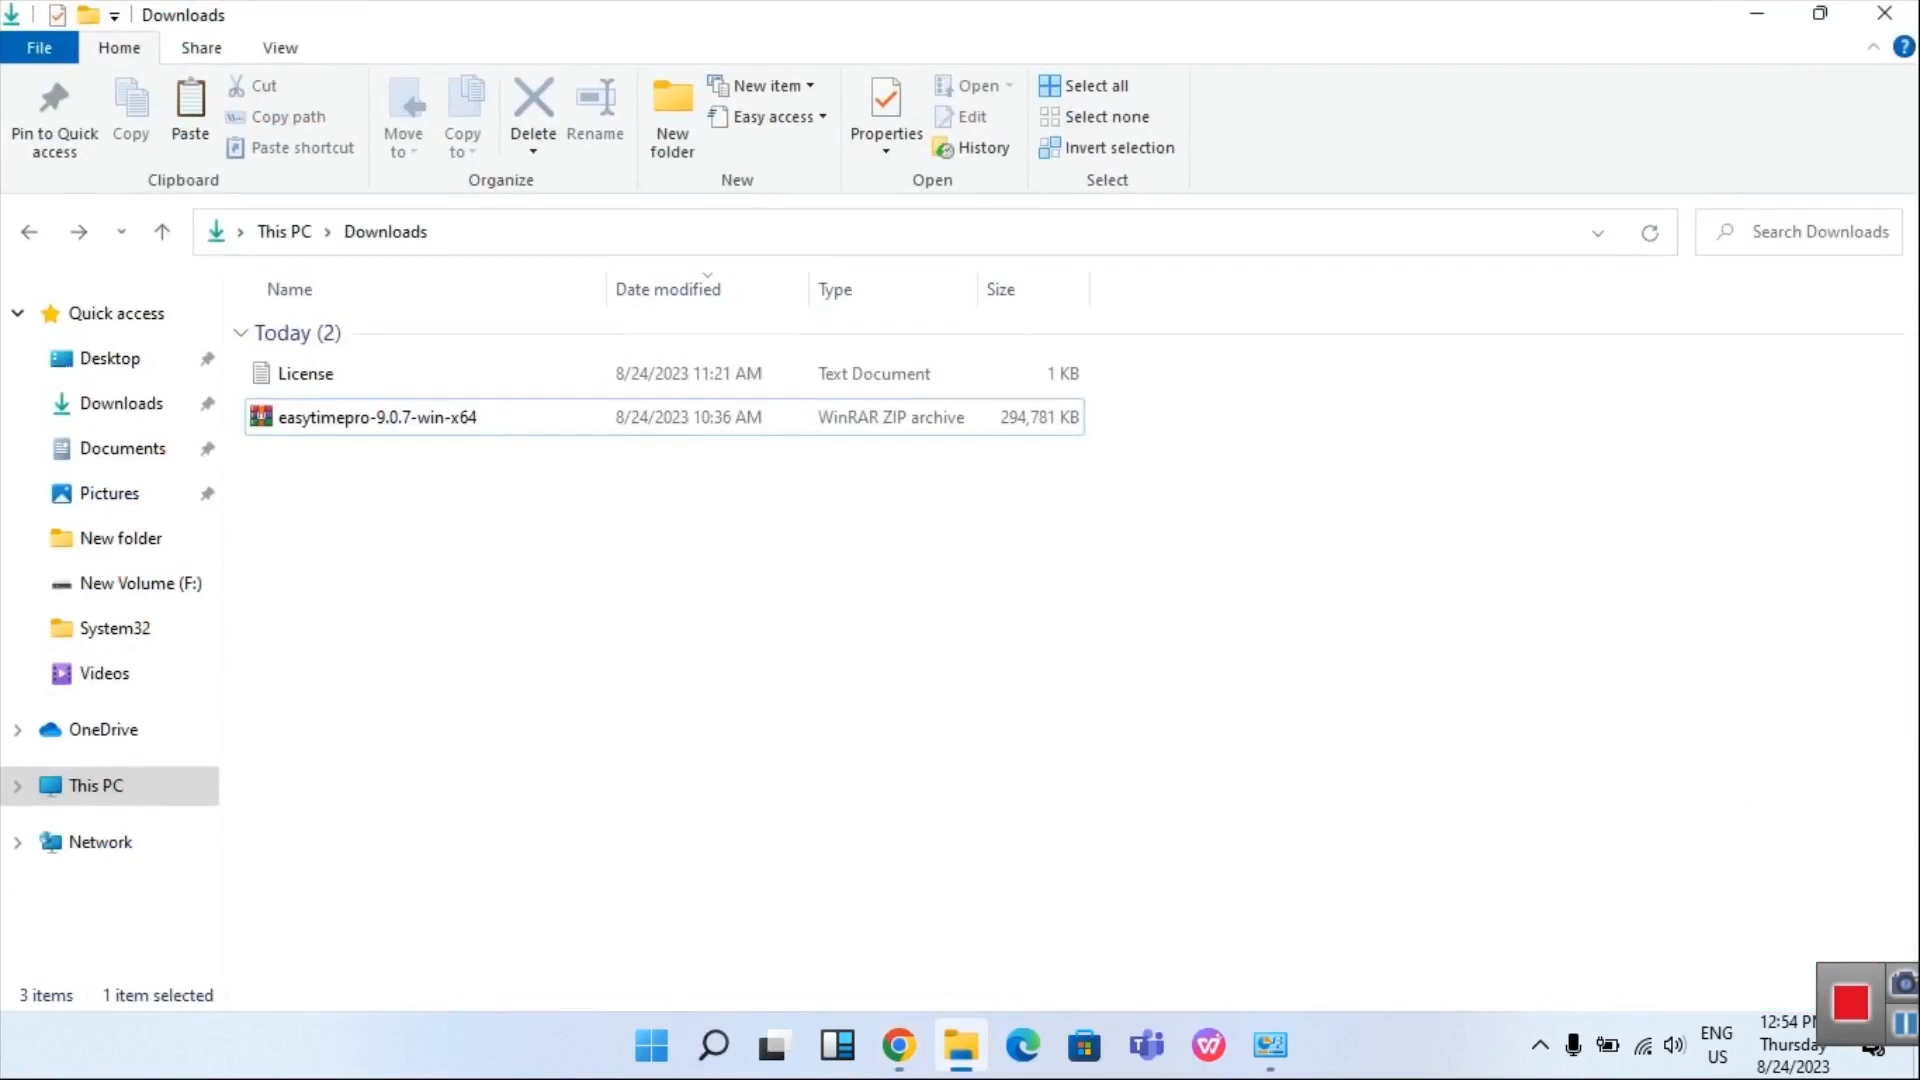 Downloads
File Home Share View
Pin to Quick access
Copy
Paste
Cut
Copy path
Paste shortcut
Clipboard
Move to
Copy to
Delete
Rename
Organize
New folder
New item
Easy access
New
Properties
Open
Edit
History
Open
Select all
Select none
Invert selection
Select
This PC › Downloads
Search Downloads
Name Date modified Type Size
Today (2)
License 8/24/2023 11:21 AM Text Document 1 KB
easytimepro-9.0.7-win-x64 8/24/2023 10:36 AM WinRAR ZIP archive 294,781 KB
Quick access
Desktop
Downloads
Documents
Pictures
New folder
New Volume (F:)
System32
Videos
OneDrive
This PC
Network
3 items 1 item selected
ENG
US
12:54 P
Thursday
8/24/2023